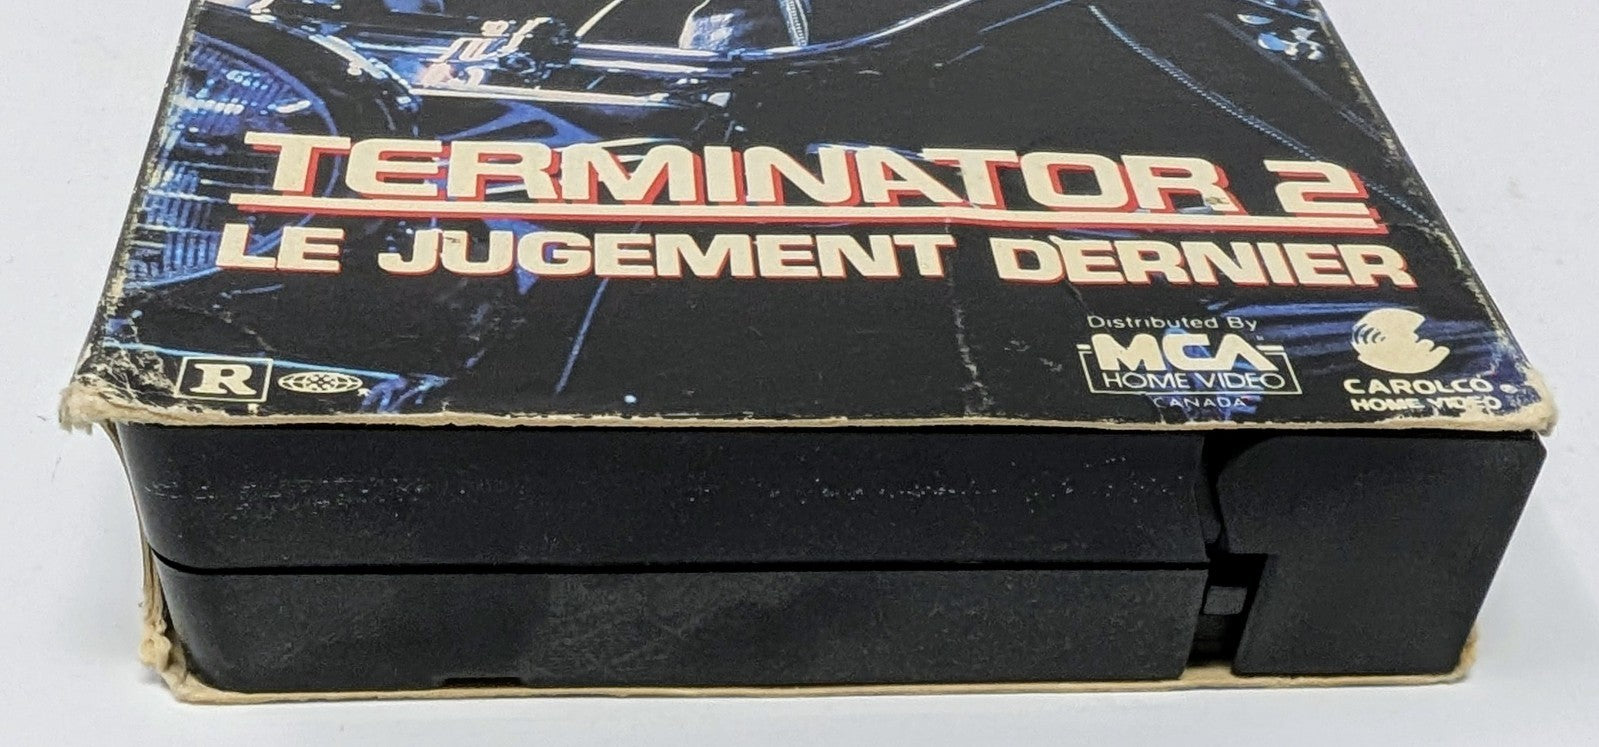 TERMINATOR 2
LE JUGEMENT DERNIER
R
Distributed By
MCA
HOME VIDEO
CANADA
CAROLCO
HOME VIDEO